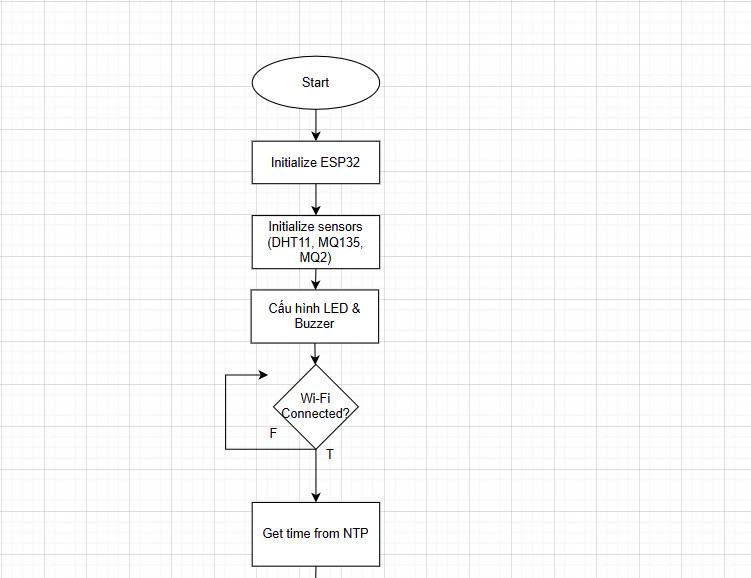 Start
Initialize ESP32
Initialize sensors
(DHT11, MQ135,
MQ2)
Cấu hình LED &
Buzzer
Wi-Fi
Connected?
F
T
Get time from NTP